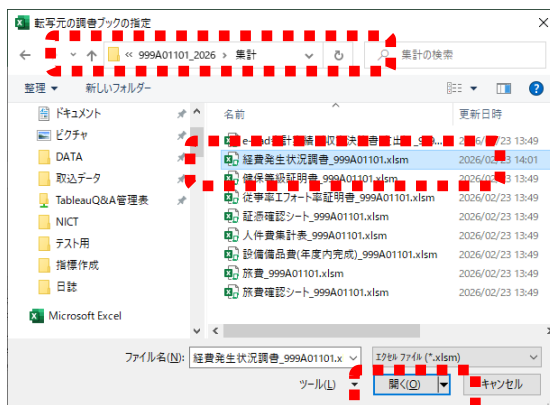 転写元の調書ブックの指定
« 999A01101_2026 › 集計
集計の検索
整理 新しいフォルダー
ドキュメント
ピクチャ
DATA
取込データ
TableauQ&A管理表
NICT
テスト用
指標作成
日誌
Microsoft Excel
名前 更新日時
13:49
経費発生状況調書_999A01101.xlsm 2026/02/23 14:01
健保等級証明書_999A01101.xlsm 13:49
従事率エフォート率証明書_999A01101.xlsm 2026/02/23 13:49
証憑確認シート_999A01101.xlsm 2026/02/23 13:49
人件費集計表_999A01101.xlsm 2026/02/23 13:49
設備備品費(年度内完成)_999A01101.xlsm 2026/02/23 13:49
旅費_999A01101.xlsm 2026/02/23 13:49
旅費確認シート_999A01101.xlsm 2026/02/23 13:49
ファイル名(N): 経費発生状況調書_999A01101.x エクセル ファイル (*.xlsm)
ツール(L) 開く(O) キャンセル